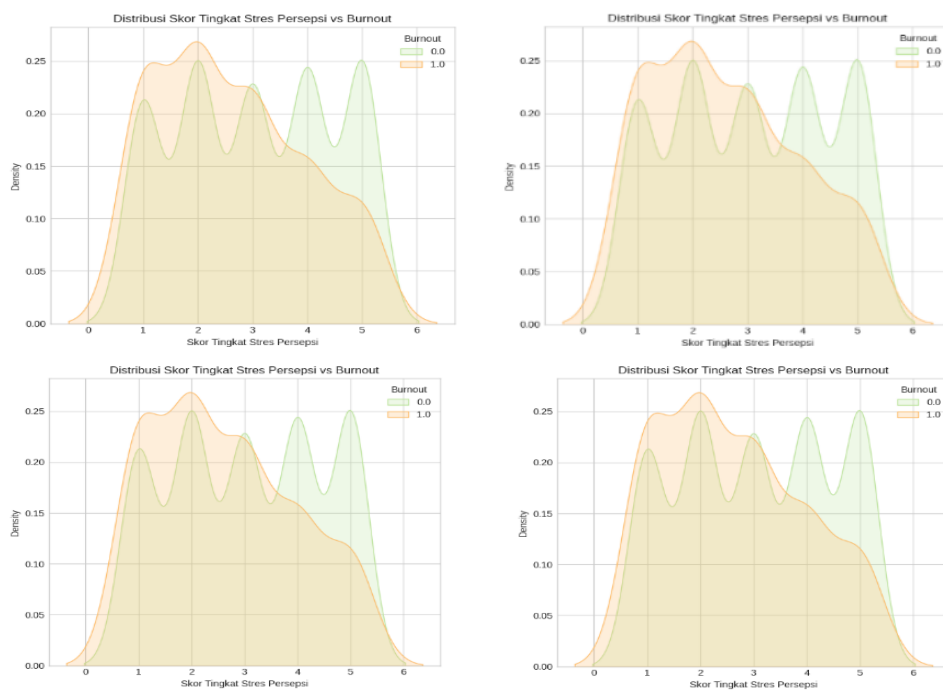 Distribusi Skor Tingkat Stres Persepsi vs Burnout
Burnout
0.0
1.0
0.25
0.20
0.15
0.10
0.05
0.00
Density
0 1 2 3 4 5 6
Skor Tingkat Stres Persepsi
Distribusi Skor Tingkat Stres Persepsi vs Burnout
Burnout
0.0
1.0
0.25
0.20
0.15
0.10
0.05
0.00
Density
0 1 2 3 4 5 6
Skor Tingkat Stres Persepsi
Distribusi Skor Tingkat Stres Persepsi vs Burnout
Burnout
0.0
1.0
0.25
0.20
0.15
0.10
0.05
0.00
Density
0 1 2 3 4 5 6
Skor Tingkat Stres Persepsi
Distribusi Skor Tingkat Stres Persepsi vs Burnout
Burnout
0.0
1.0
0.25
0.20
0.15
0.10
0.05
0.00
Density
0 1 2 3 4 5 6
Skor Tingkat Stres Persepsi